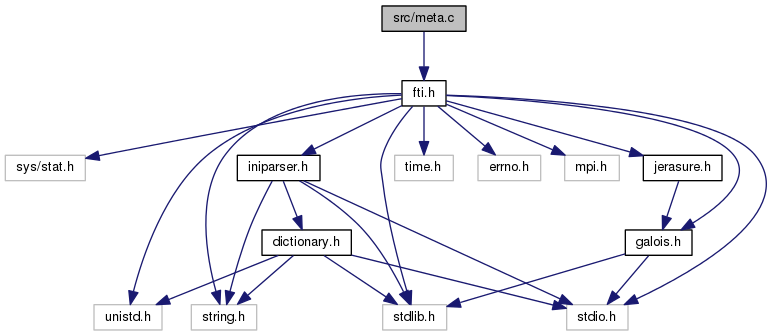 src/meta.c
fti.h
sys/stat.h
iniparser.h
time.h
errno.h
mpi.h
jerasure.h
dictionary.h
galois.h
unistd.h
string.h
stdlib.h
stdio.h